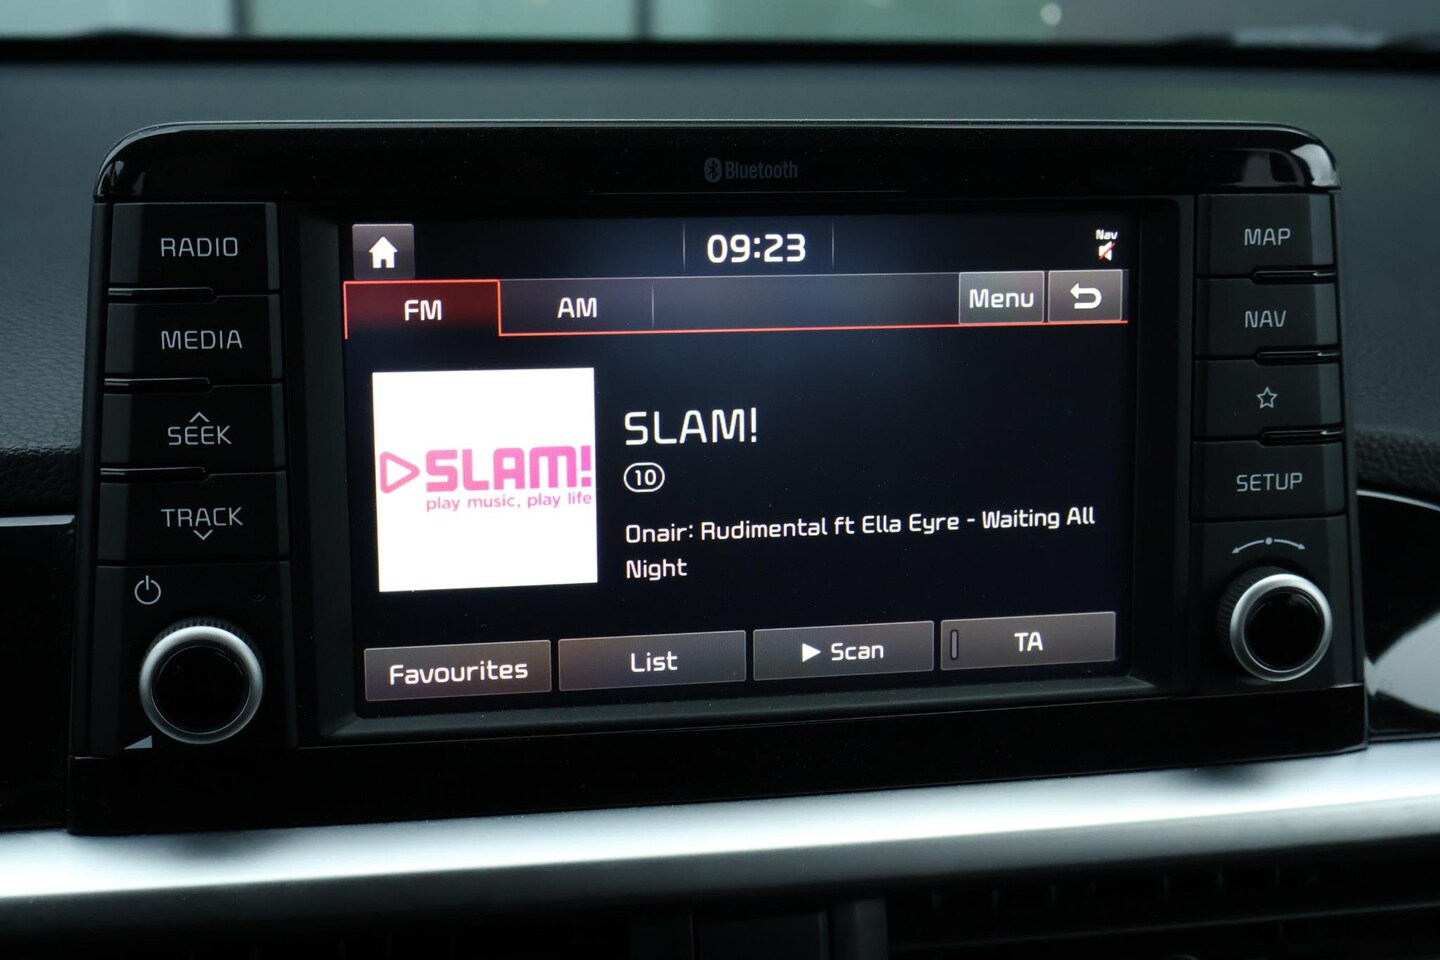 Bluetooth
RADIO
MEDIA
SEEK
TRACK
09:23
Nav
FM
AM
Menu
SLAM!
play music, play life
SLAM!
10
Onair: Rudimental ft Ella Eyre - Waiting All
Night
Favourites
List
Scan
TA
MAP
NAV
SETUP